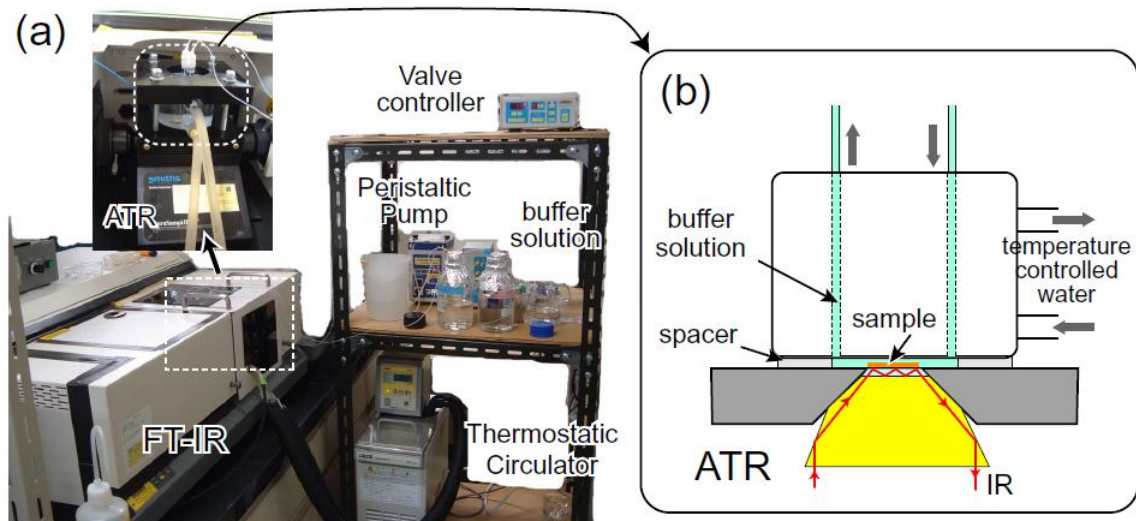 (a)
Valve
controller
Peristaltic
Pump
buffer
solution
smiths
ATR
FT-IR
Thermostatic
Circulator
(b)
buffer
solution
temperature
controlled
water
spacer
sample
ATR
IR